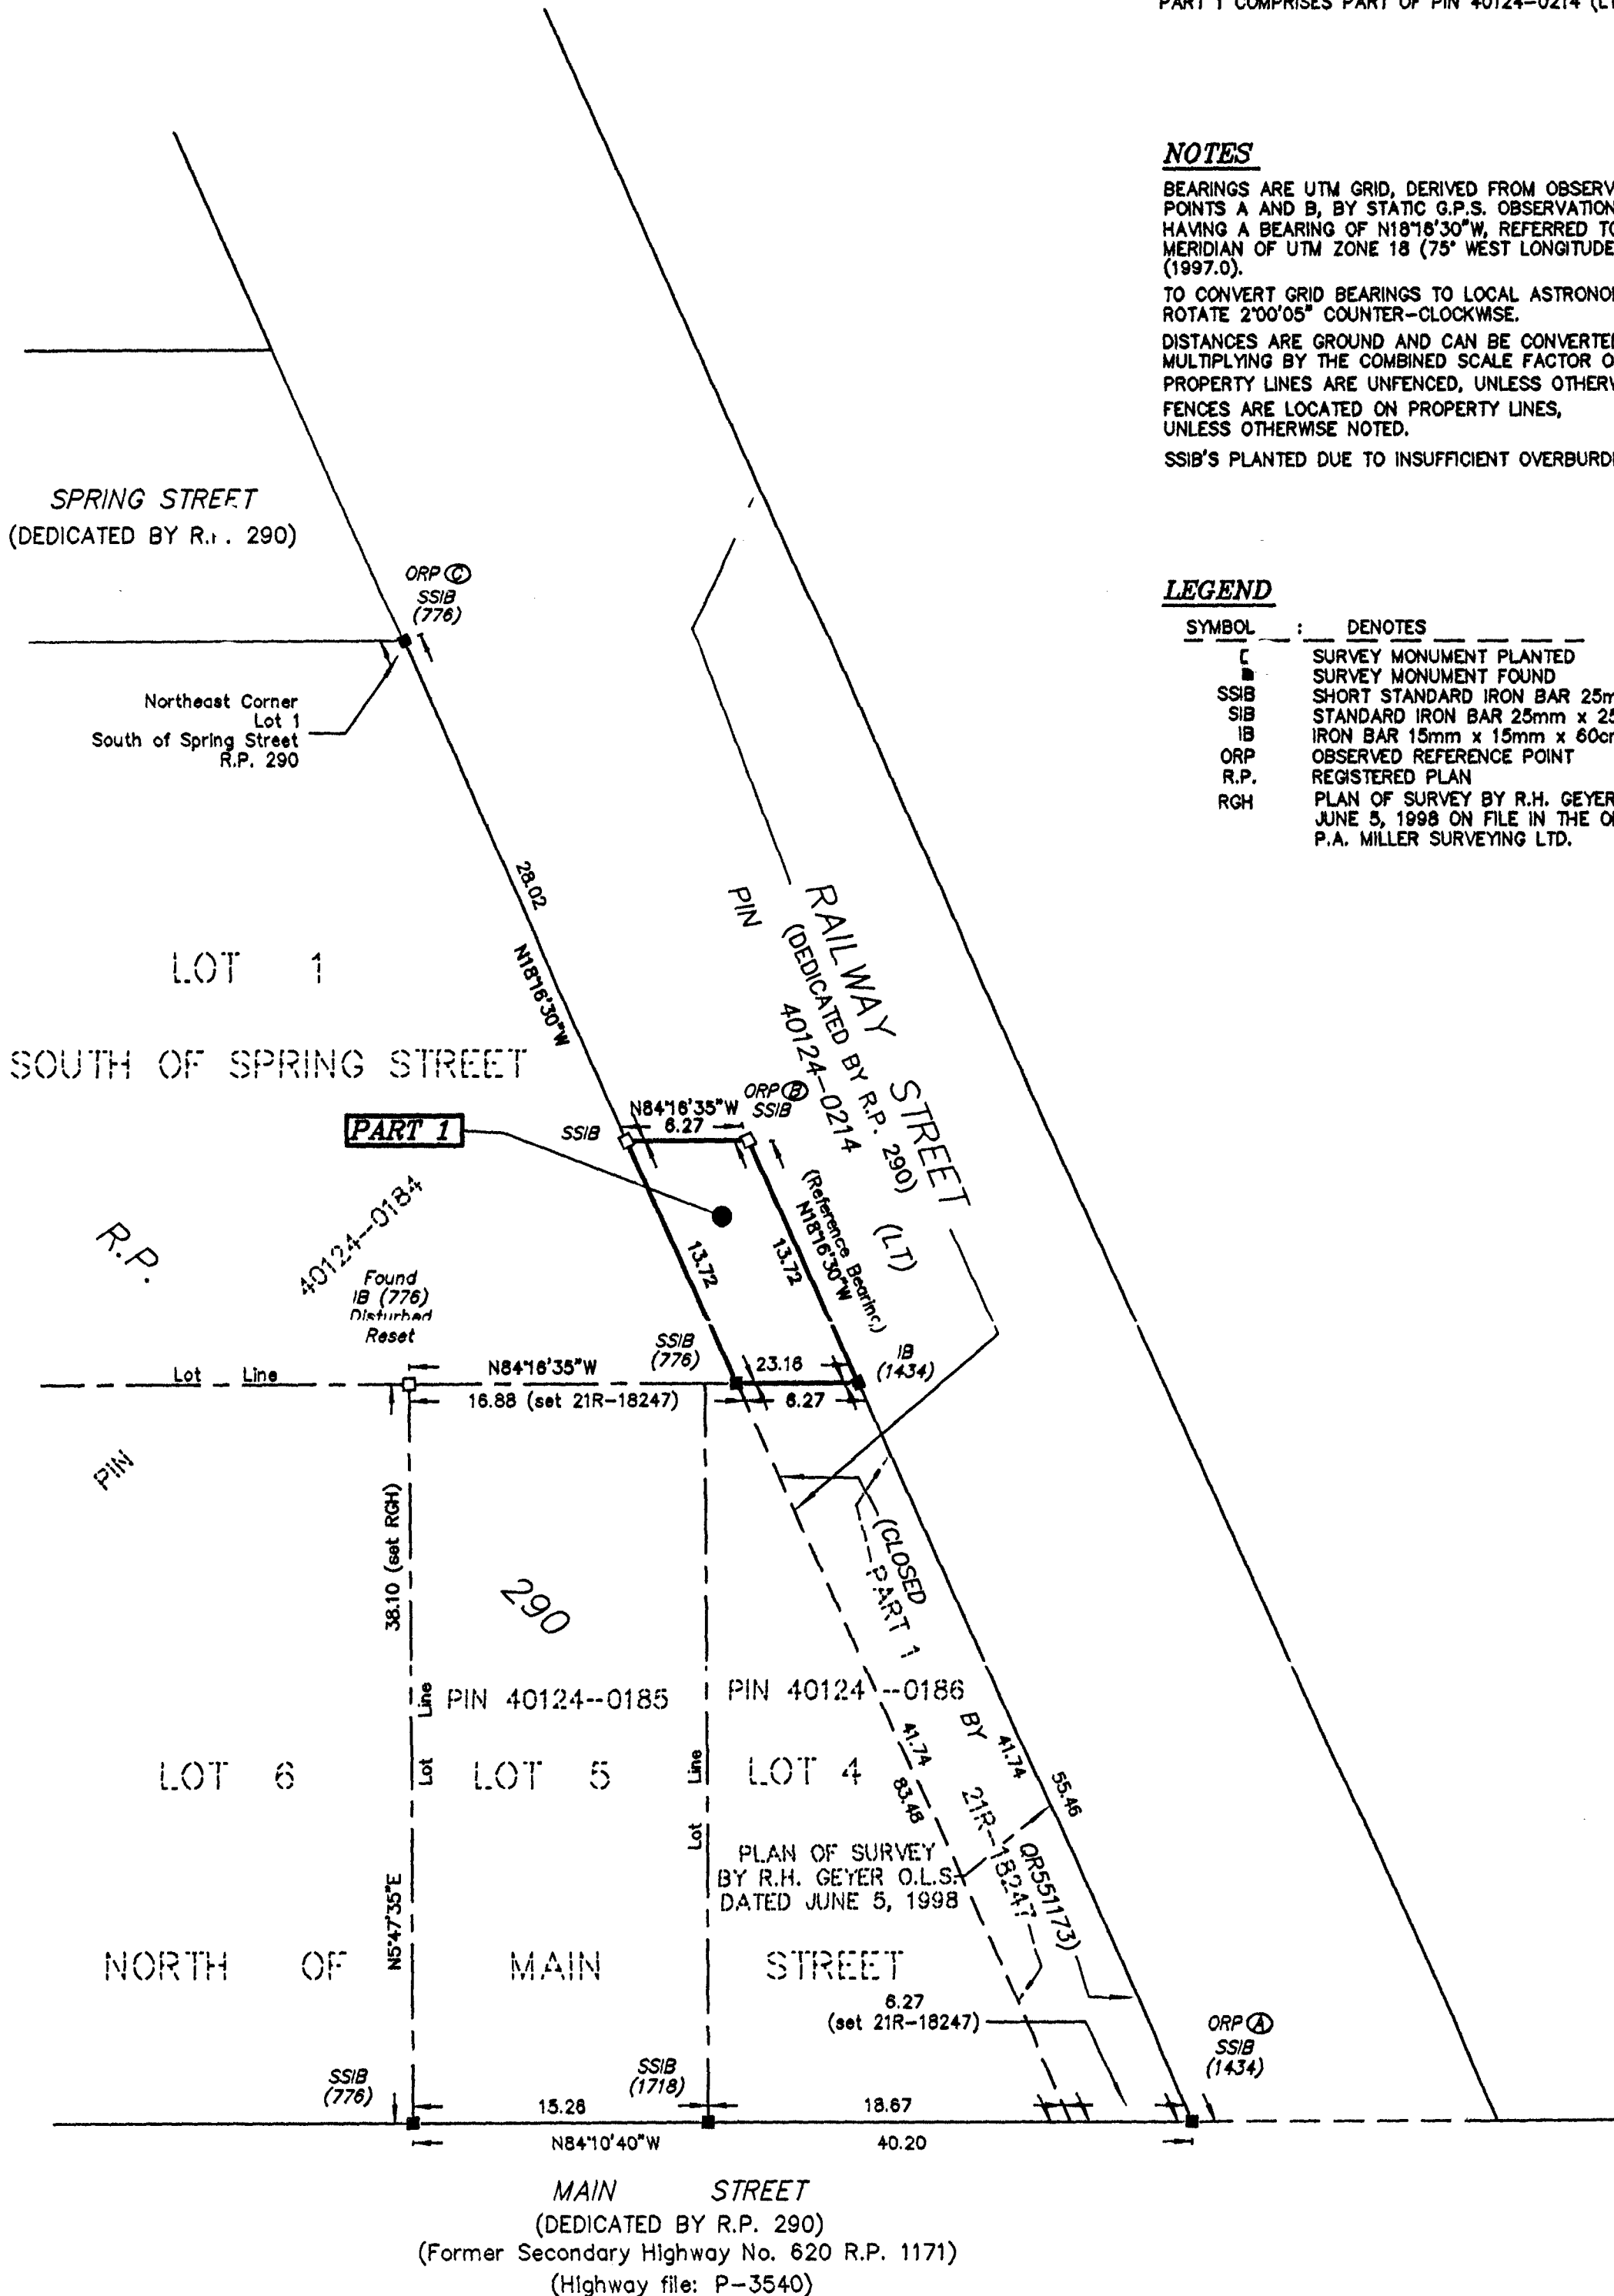 PART 1 COMPRISES PART OF PIN 40124-0214 (LT
NOTES
BEARINGS ARE UTM GRID, DERIVED FROM OBSERV
POINTS A AND B, BY STATIC G.P.S. OBSERVATION
HAVING A BEARING OF N18°16'30"W, REFERRED TO
MERIDIAN OF UTM ZONE 18 (75° WEST LONGITUDE
(1997.0).
TO CONVERT GRID BEARINGS TO LOCAL ASTRONO
ROTATE 2°00'05" COUNTER-CLOCKWISE.
DISTANCES ARE GROUND AND CAN BE CONVERTE
MULTIPLYING BY THE COMBINED SCALE FACTOR O
PROPERTY LINES ARE UNFENCED, UNLESS OTHERW
FENCES ARE LOCATED ON PROPERTY LINES,
UNLESS OTHERWISE NOTED.
SSIB'S PLANTED DUE TO INSUFFICIENT OVERBURD
LEGEND
SYMBOL : DENOTES
SURVEY MONUMENT PLANTED
SURVEY MONUMENT FOUND
SSIB SHORT STANDARD IRON BAR 25m
SIB STANDARD IRON BAR 25mm x 25
IB IRON BAR 15mm x 15mm x 60cm
ORP OBSERVED REFERENCE POINT
R.P. REGISTERED PLAN
RGH PLAN OF SURVEY BY R.H. GEYER
JUNE 5, 1998 ON FILE IN THE O
P.A. MILLER SURVEYING LTD.
SPRING STREET
(DEDICATED BY R.P. 290)
ORP Ⓒ
SSIB
(776)
Northeast Corner
Lot 1
South of Spring Street
R.P. 290
28.02
N18°16'30"W
LOT 1
SOUTH OF SPRING STREET
RAILWAY STREET
(DEDICATED BY R.P. 290)
PIN 40124-0214 (LT)
PART 1
SSIB
N84°16'35"W
6.27
ORP Ⓑ
SSIB
13.72
13.72
(Reference Bearing)
N18°16'30"W
R.P.
40124--0184
Found
IB (776)
Disturbed
Reset
SSIB
(776)
23.16
IB
(1434)
Lot Line
N84°16'35"W
16.88 (set 21R-18247)
6.27
PIN
38.10 (set RGH)
290
(CLOSED BY QR551173)
PART 1 21R-18247
Line
PIN 40124--0185
PIN 40124--0186
41.74
83.48
41.74
55.46
LOT 6
Lot
LOT 5
Line
LOT 4
Lot
PLAN OF SURVEY
BY R.H. GEYER O.L.S.
DATED JUNE 5, 1998
N5°47'35"E
NORTH OF MAIN STREET
6.27
(set 21R-18247)
ORP Ⓐ
SSIB
(1434)
SSIB
(776)
SSIB
(1718)
15.26
18.67
N84°10'40"W
40.20
MAIN STREET
(DEDICATED BY R.P. 290)
(Former Secondary Highway No. 620 R.P. 1171)
(Highway file: P-3540)